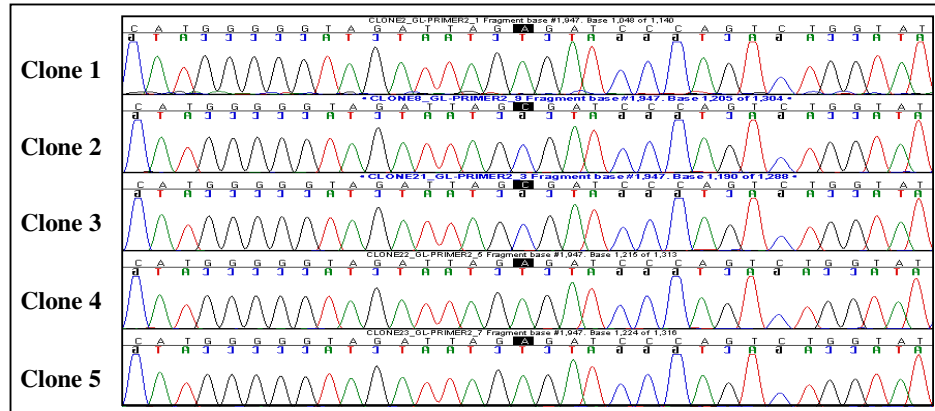 CLONE2_GL-PRIMER2_1 Fragment base #1,947. Base 1,048 of 1,140
C A T G G G G G T A G A T T A G A G A T C C C A G T C T G G T A T
G T A C C C C C A T C T A A T C T C T A G G G T C A G A C C A T A
Clone 1
• CLONE8_GL-PRIMER2_9 Fragment base #1,947. Base 1,205 of 1,304 •
C A T G G G G G T A G A T T A G C G A T C C C A G T C T G G T A T
G T A C C C C C A T C T A A T C G C T A G G G T C A G A C C A T A
Clone 2
• CLONE21_GL-PRIMER2_3 Fragment base #1,947. Base 1,190 of 1,288 •
C A T G G G G G T A G A T T A G C G A T C C C A G T C T G G T A T
G T A C C C C C A T C T A A T C G C T A G G G T C A G A C C A T A
Clone 3
CLONE22_GL-PRIMER2_5 Fragment base #1,947. Base 1,215 of 1,313
C A T G G G G G T A G A T T A G A G A T C C C A G T C T G G T A T
G T A C C C C C A T C T A A T C T C T A G G G T C A G A C C A T A
Clone 4
CLONE23_GL-PRIMER2_7 Fragment base #1,947. Base 1,224 of 1,316
C A T G G G G G T A G A T T A G A G A T C C C A G T C T G G T A T
G T A C C C C C A T C T A A T C T C T A G G G T C A G A C C A T A
Clone 5